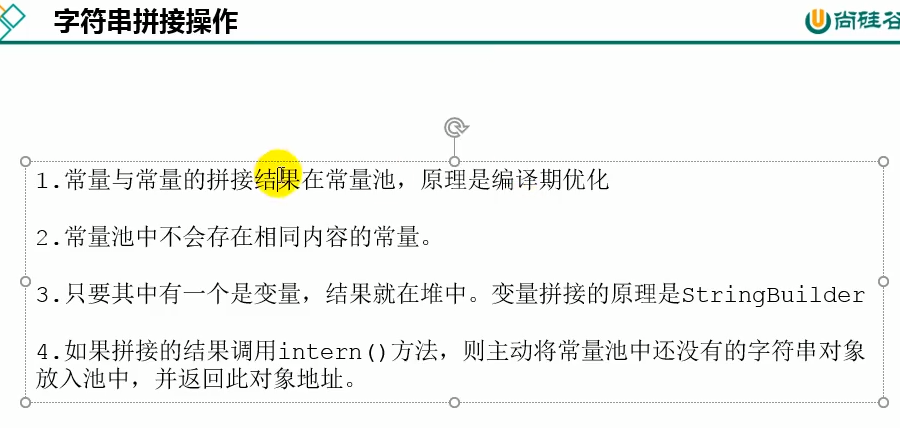 字符串拼接操作
尚硅谷
1.常量与常量的拼接结果在常量池，原理是编译期优化
2.常量池中不会存在相同内容的常量。
3.只要其中有一个是变量，结果就在堆中。变量拼接的原理是StringBuilder
4.如果拼接的结果调用intern()方法，则主动将常量池中还没有的字符串对象
放入池中，并返回此对象地址。